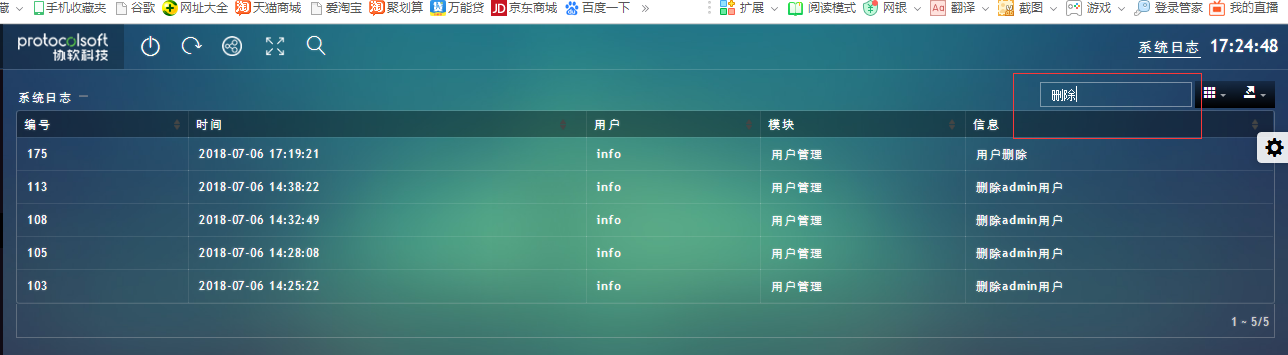 藏 手机收藏夹 谷歌 网址大全 淘 天猫商城 爱淘宝 淘 聚划算 万能贷 JD 京东商城 百度一下 » 扩展 阅读模式 ¥ 网银 Aa 翻译 截图 游戏 登录管家 我的直播
protocolsoft
协软科技
系统日志 17:24:48
系统日志
删除
编号 时间 用户 模块 信息
175 2018-07-06 17:19:21 info 用户管理 用户删除
113 2018-07-06 14:38:22 info 用户管理 删除admin用户
108 2018-07-06 14:32:49 info 用户管理 删除admin用户
105 2018-07-06 14:28:08 info 用户管理 删除admin用户
103 2018-07-06 14:25:22 info 用户管理 删除admin用户
1 ~ 5/5